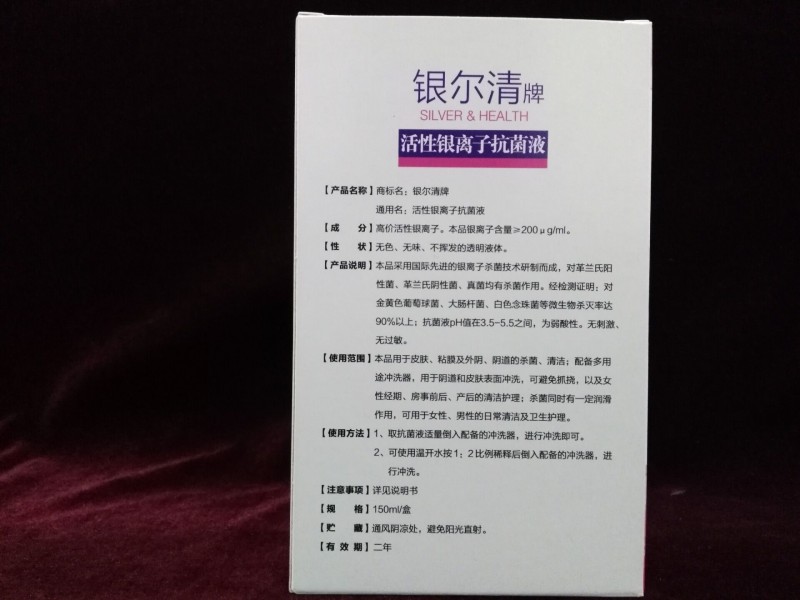 银尔清牌
SILVER & HEALTH
活性银离子抗菌液
【产品名称】商标名：银尔清牌
通用名：活性银离子抗菌液
【成 分】高价活性银离子。本品银离子含量≥200μg/ml。
【性 状】无色、无味、不挥发的透明液体。
【产品说明】本品采用国际先进的银离子杀菌技术研制而成，对革兰氏阳
性菌、革兰氏阴性菌、真菌均有杀菌作用。经检测证明：对
金黄色葡萄球菌、大肠杆菌、白色念珠菌等微生物杀灭率达
90%以上；抗菌液pH值在3.5-5.5之间，为弱酸性。无刺激、
无过敏。
【使用范围】本品用于皮肤、粘膜及外阴、阴道的杀菌、清洁；配备多用
途冲洗器，用于阴道和皮肤表面冲洗，可避免抓挠，以及女
性经期、房事前后、产后的清洁护理；杀菌同时有一定润滑
作用，可用于女性、男性的日常清洁及卫生护理。
【使用方法】1、取抗菌液适量倒入配备的冲洗器，进行冲洗即可。
2、可使用温开水按1：2比例稀释后倒入配备的冲洗器，进
行冲洗。
【注意事项】详见说明书
【规 格】150ml/盒
【贮 藏】通风阴凉处，避免阳光直射。
【有 效 期】二年